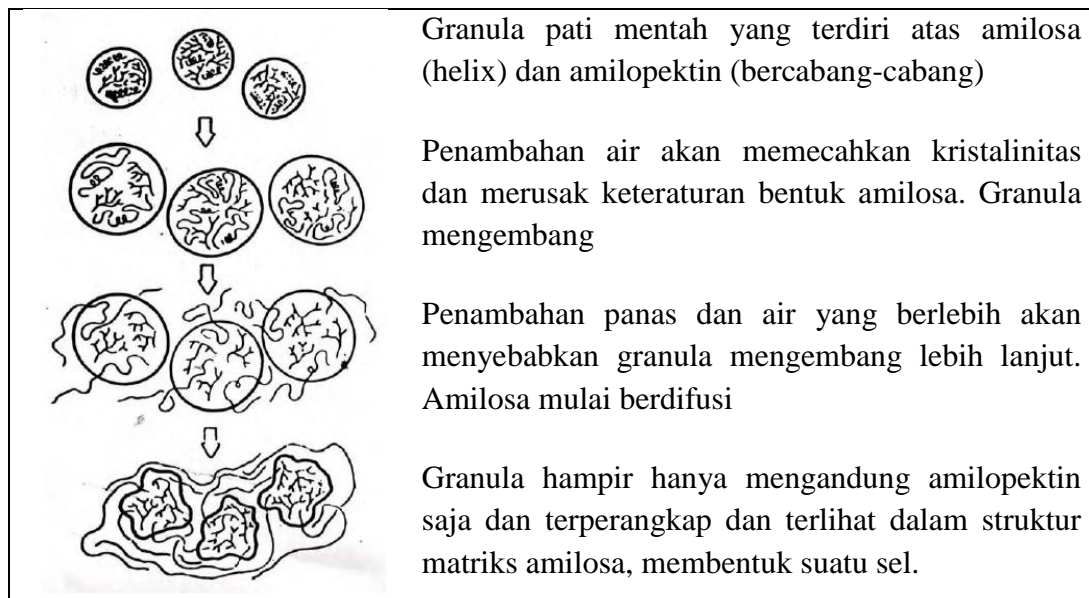 Granula pati mentah yang terdiri atas amilosa
(helix) dan amilopektin (bercabang-cabang)
Penambahan air akan memecahkan kristalinitas
dan merusak keteraturan bentuk amilosa. Granula
mengembang
Penambahan panas dan air yang berlebih akan
menyebabkan granula mengembang lebih lanjut.
Amilosa mulai berdifusi
Granula hampir hanya mengandung amilopektin
saja dan terperangkap dan terlihat dalam struktur
matriks amilosa, membentuk suatu sel.